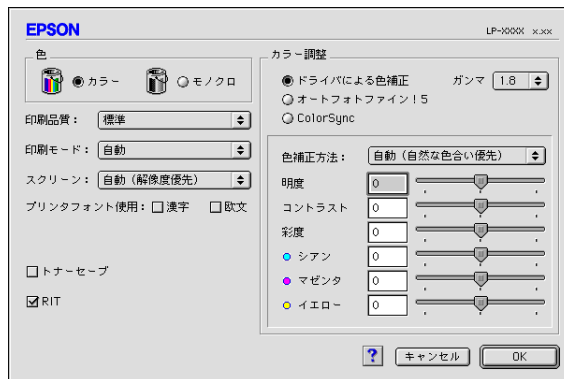 EPSON
LP-XXXX x.xx
色
カラー モノクロ
印刷品質： 標準
印刷モード： 自動
スクリーン： 自動（解像度優先）
プリンタフォント使用： 漢字 欧文
トナーセーブ
RIT
カラー調整
ドライバによる色補正 ガンマ 1.8
オートフォトファイン！5
ColorSync
色補正方法： 自動（自然な色合い優先）
明度 0
コントラスト 0
彩度 0
シアン 0
マゼンタ 0
イエロー 0
? キャンセル OK